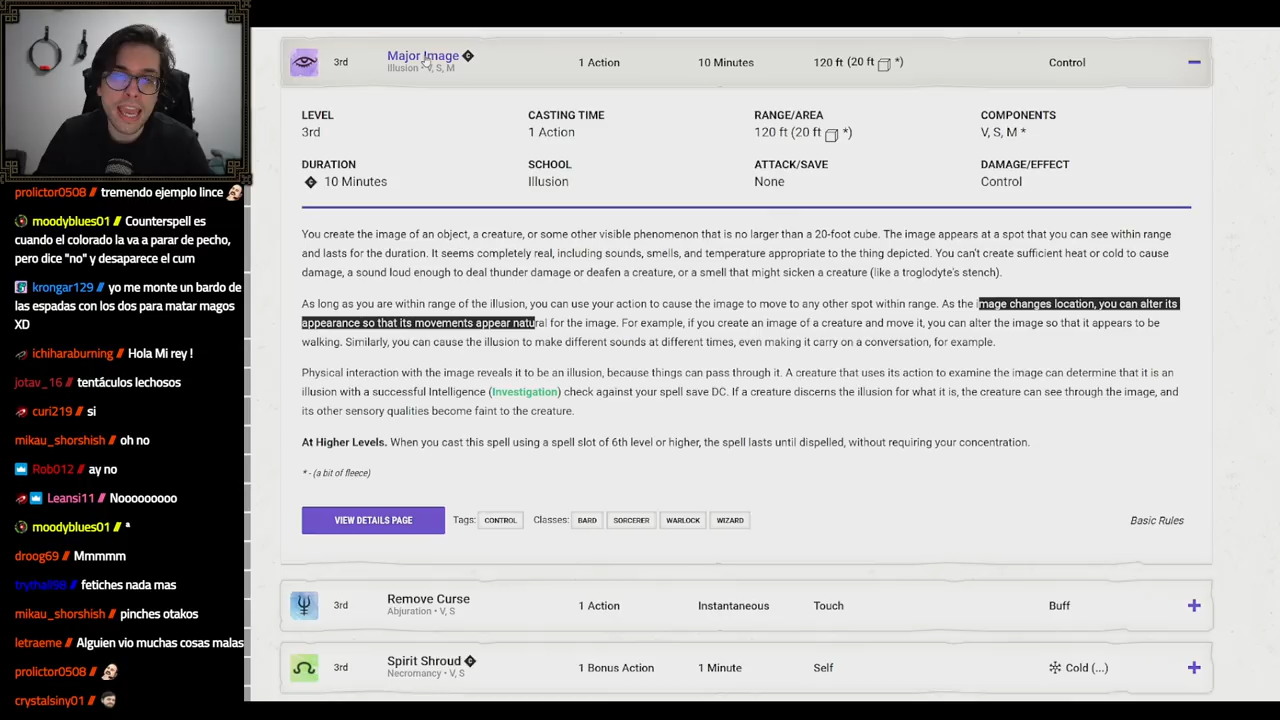 3rd
Major Image
Illusion • V, S, M
1 Action
10 Minutes
120 ft (20 ft *)
Control
LEVEL
3rd
CASTING TIME
1 Action
RANGE/AREA
120 ft (20 ft *)
COMPONENTS
V, S, M *
DURATION
10 Minutes
SCHOOL
Illusion
ATTACK/SAVE
None
DAMAGE/EFFECT
Control
You create the image of an object, a creature, or some other visible phenomenon that is no larger than a 20-foot cube. The image appears at a spot that you can see within range
and lasts for the duration. It seems completely real, including sounds, smells, and temperature appropriate to the thing depicted. You can't create sufficient heat or cold to cause
damage, a sound loud enough to deal thunder damage or deafen a creature, or a smell that might sicken a creature (like a troglodyte's stench).
As long as you are within range of the illusion, you can use your action to cause the image to move to any other spot within range. As the image changes location, you can alter its
appearance so that its movements appear natural for the image. For example, if you create an image of a creature and move it, you can alter the image so that it appears to be
walking. Similarly, you can cause the illusion to make different sounds at different times, even making it carry on a conversation, for example.
Physical interaction with the image reveals it to be an illusion, because things can pass through it. A creature that uses its action to examine the image can determine that it is an
illusion with a successful Intelligence (Investigation) check against your spell save DC. If a creature discerns the illusion for what it is, the creature can see through the image, and
its other sensory qualities become faint to the creature.
At Higher Levels. When you cast this spell using a spell slot of 6th level or higher, the spell lasts until dispelled, without requiring your concentration.
* - (a bit of fleece)
VIEW DETAILS PAGE
Tags: CONTROL
Classes: BARD SORCERER WARLOCK WIZARD
Basic Rules
3rd
Remove Curse
Abjuration • V, S
1 Action
Instantaneous
Touch
Buff
3rd
Spirit Shroud
Necromancy • V, S
1 Bonus Action
1 Minute
Self
Cold (...)
prolictor0508 // tremendo ejemplo lince
moodyblues01 // Counterspell es
cuando el colorado la va a parar de pecho,
pero dice "no" y desaparece el cum
krongar129 // yo me monte un bardo de
las espadas con los dos para matar magos
XD
ichiharaburning // Hola Mi rey !
jotav_16 // tentáculos lechosos
curi219 // si
mikau_shorshish // oh no
Rob012 // ay no
Leansi11 // Nooooooooo
moodyblues01 // *
droog69 // Mmmmm
trythall98 // fetiches nada mas
mikau_shorshish // pinches otakos
letraeme // Alguien vio muchas cosas malas
prolictor0508 //
crystalsiny01 //